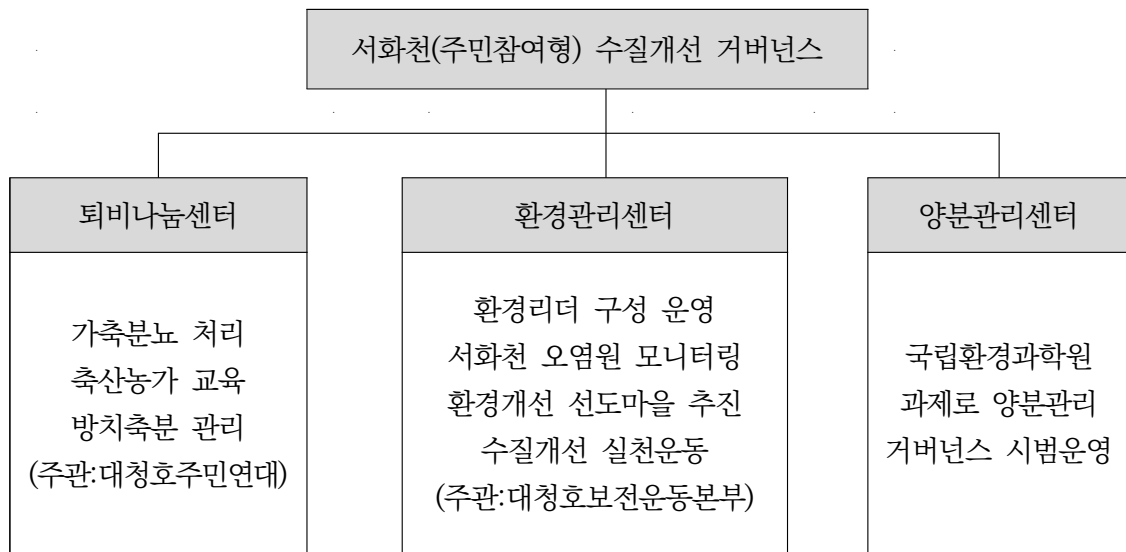 서화천(주민참여형) 수질개선 거버넌스
퇴비나눔센터
가축분뇨 처리
축산농가 교육
방치축분 관리
(주관:대청호주민연대)
환경관리센터
환경리더 구성 운영
서화천 오염원 모니터링
환경개선 선도마을 추진
수질개선 실천운동
(주관:대청호보전운동본부)
양분관리센터
국립환경과학원
과제로 양분관리
거버넌스 시범운영